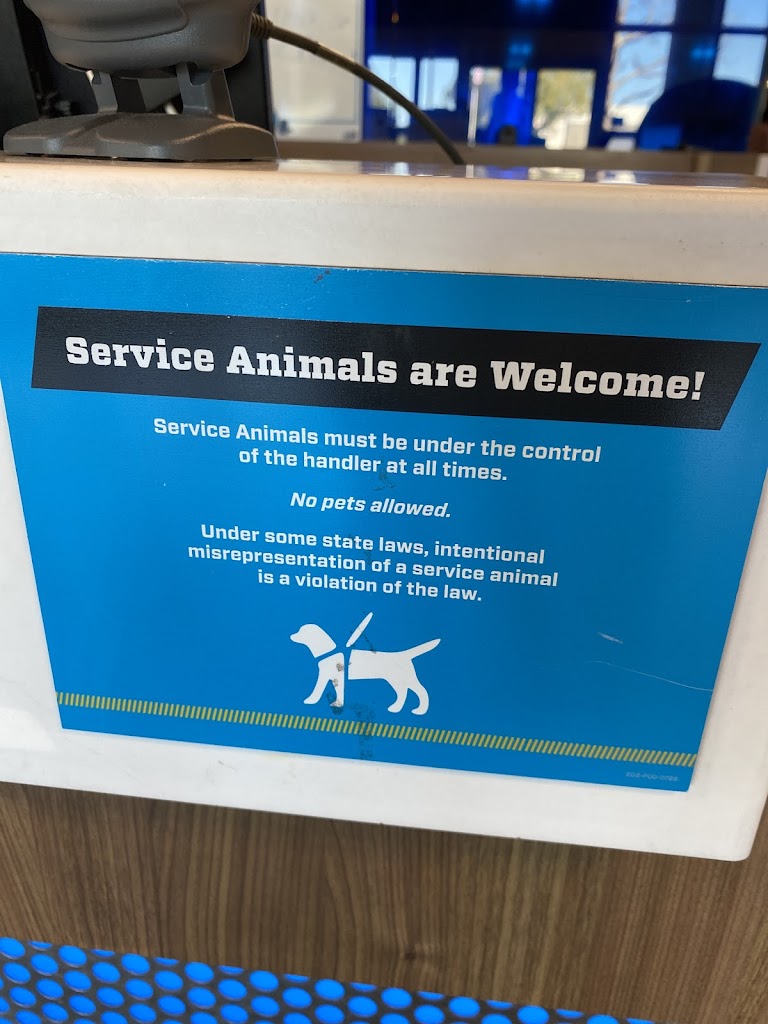 Service Animals are Welcome!
Service Animals must be under the control
of the handler at all times.
No pets allowed.
Under some state laws, intentional
misrepresentation of a service animal
is a violation of the law.